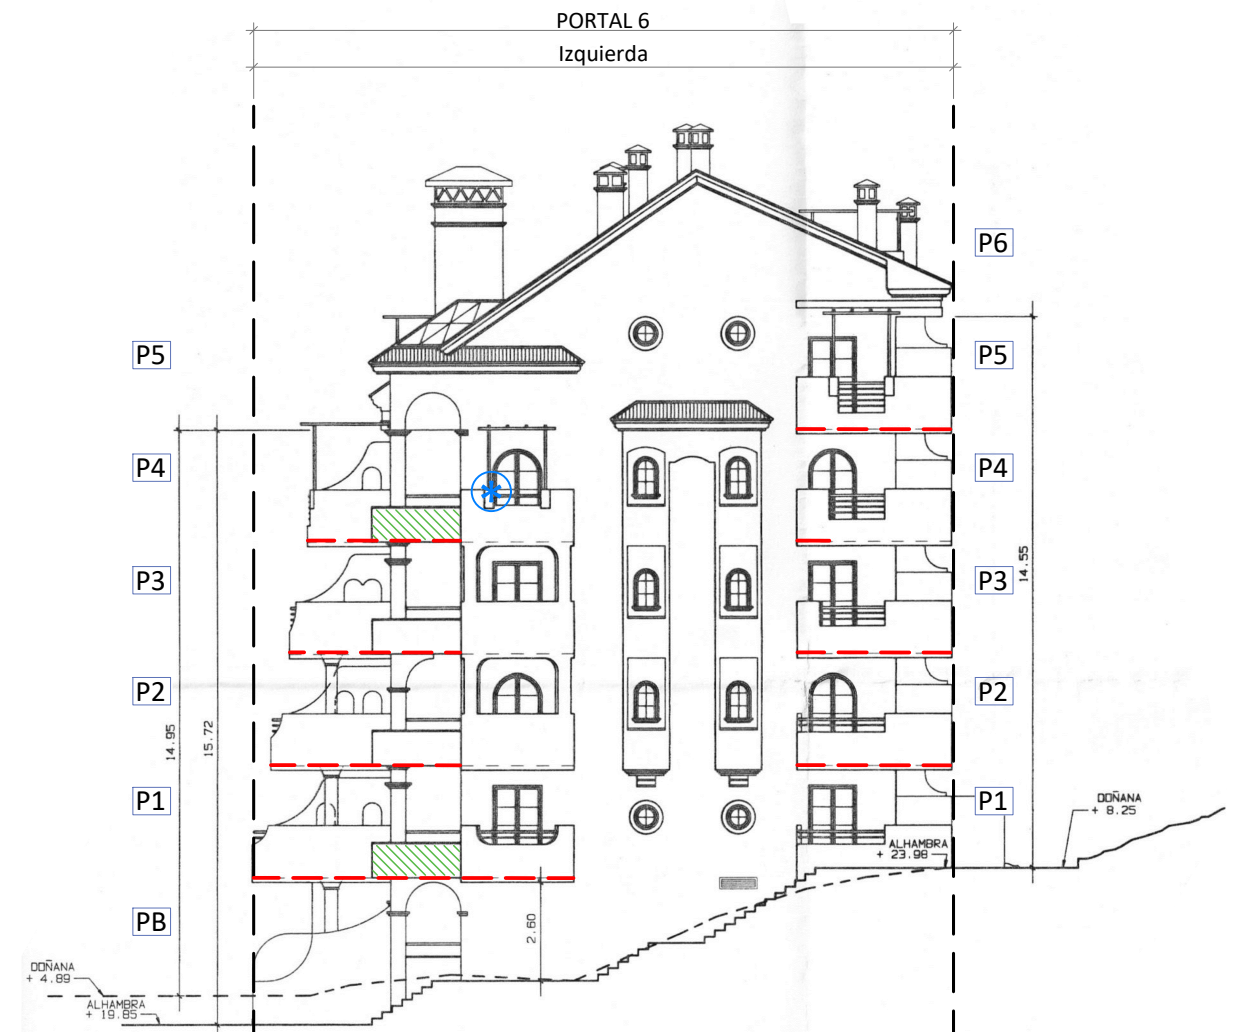 PORTAL 6
Izquierda
P6
P5
P5
P4
P4
P3
P3
14.55
P2
P2
14.95
15.72
P1
P1
DOÑANA
+ 8.25
ALHAMBRA
+ 23.98
PB
2.60
DOÑANA
+ 4.89
ALHAMBRA
+ 19.85